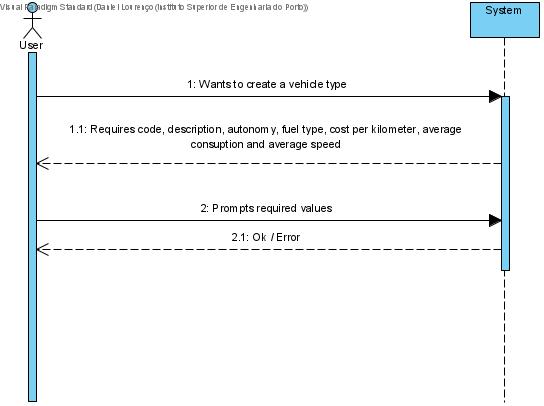 Visual Paradigm Standard (Daniel Lourenço (Instituto Superior de Engenharia do Porto))
System
User
1: Wants to create a vehicle type
1.1: Requires code, description, autonomy, fuel type, cost per kilometer, average
consuption and average speed
2: Prompts required values
2.1: Ok / Error